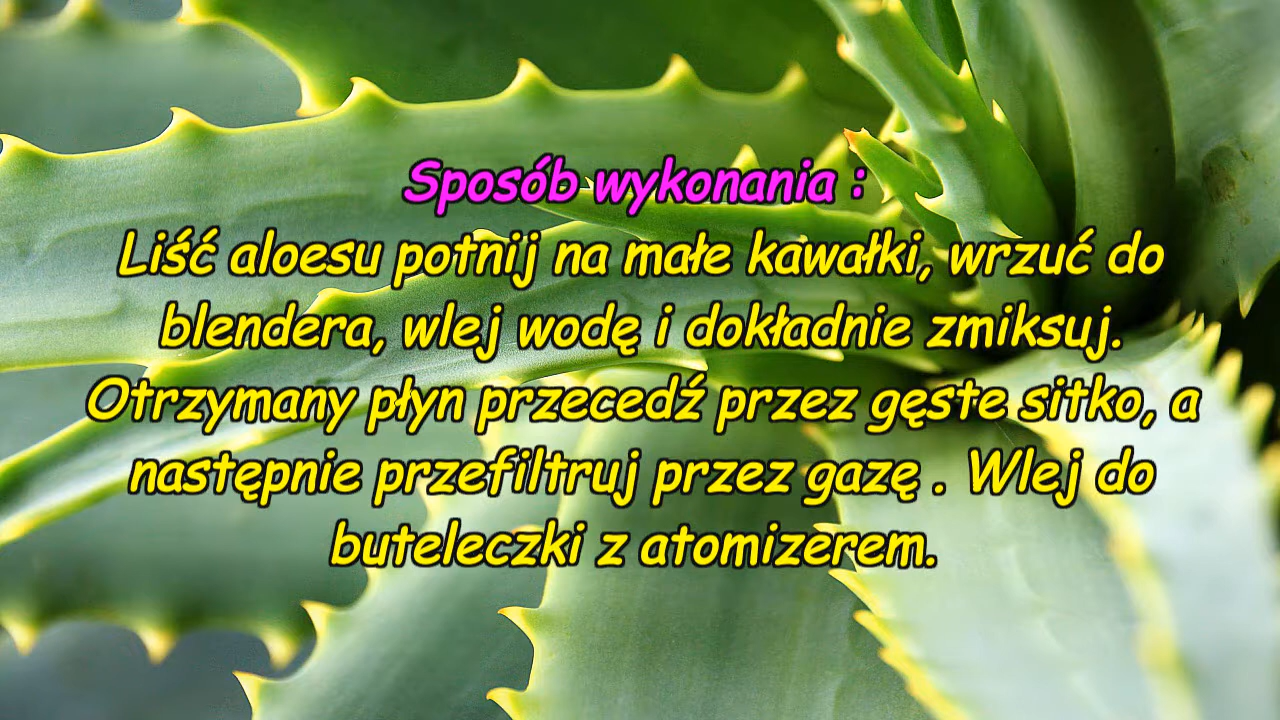 Sposób wykonania :
Liść aloesu potnij na małe kawałki, wrzuć do
blendera, wlej wodę i dokładnie zmiksuj.
Otrzymany płyn przecedź przez gęste sitko, a
następnie przefiltruj przez gazę . Wlej do
buteleczki z atomizerem.